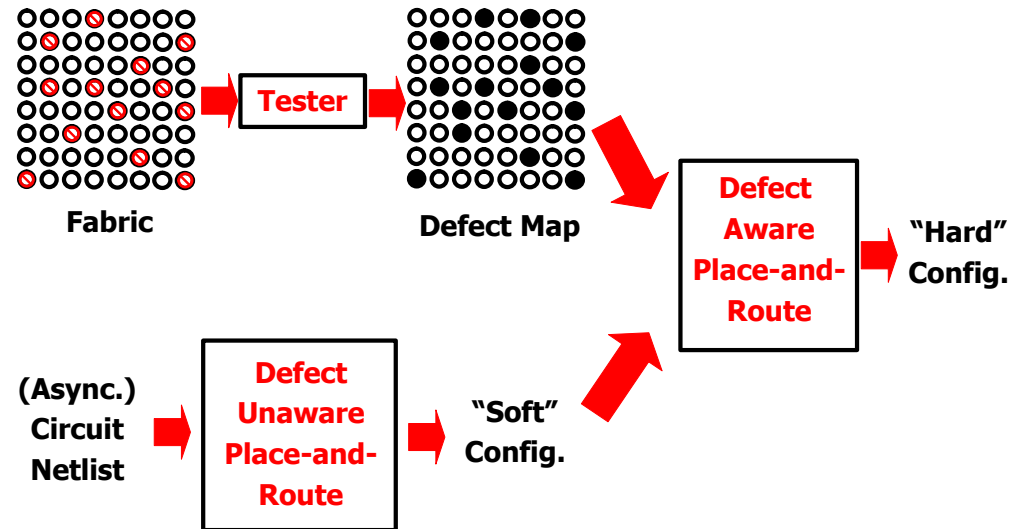 Tester
Fabric
Defect Map
Defect
Aware
Place-and-
Route
“Hard”
Config.
(Async.)
Circuit
Netlist
Defect
Unaware
Place-and-
Route
“Soft”
Config.